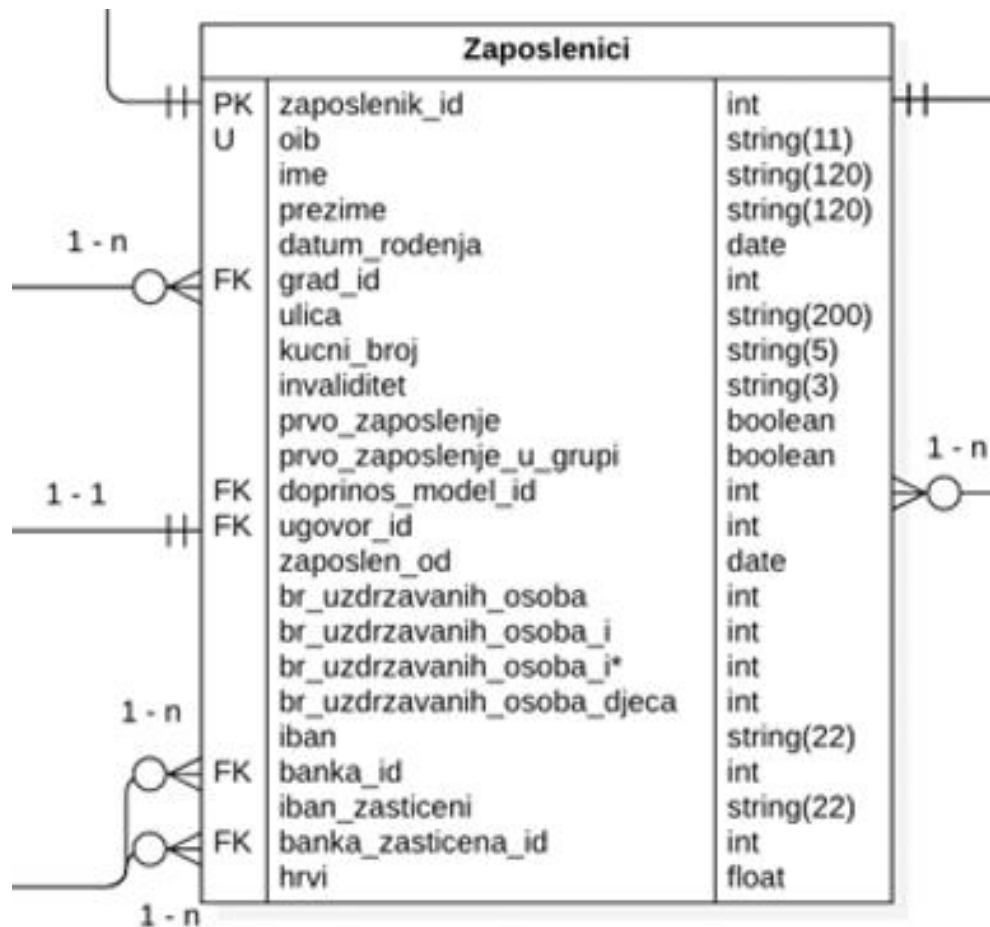 Zaposlenici
PK zaposlenik_id int
U oib string(11)
ime string(120)
prezime string(120)
1 - n
datum_rodenja date
FK grad_id int
ulica string(200)
kucni_broj string(5)
invaliditet string(3)
prvo_zaposlenje boolean
prvo_zaposlenje_u_grupi boolean
1 - n
1 - 1
FK doprinos_model_id int
FK ugovor_id int
zaposlen_od date
br_uzdrzavanih_osoba int
br_uzdrzavanih_osoba_i int
br_uzdrzavanih_osoba_i* int
br_uzdrzavanih_osoba_djeca int
1 - n
iban string(22)
FK banka_id int
iban_zasticeni string(22)
FK banka_zasticena_id int
hrvi float
1 - n